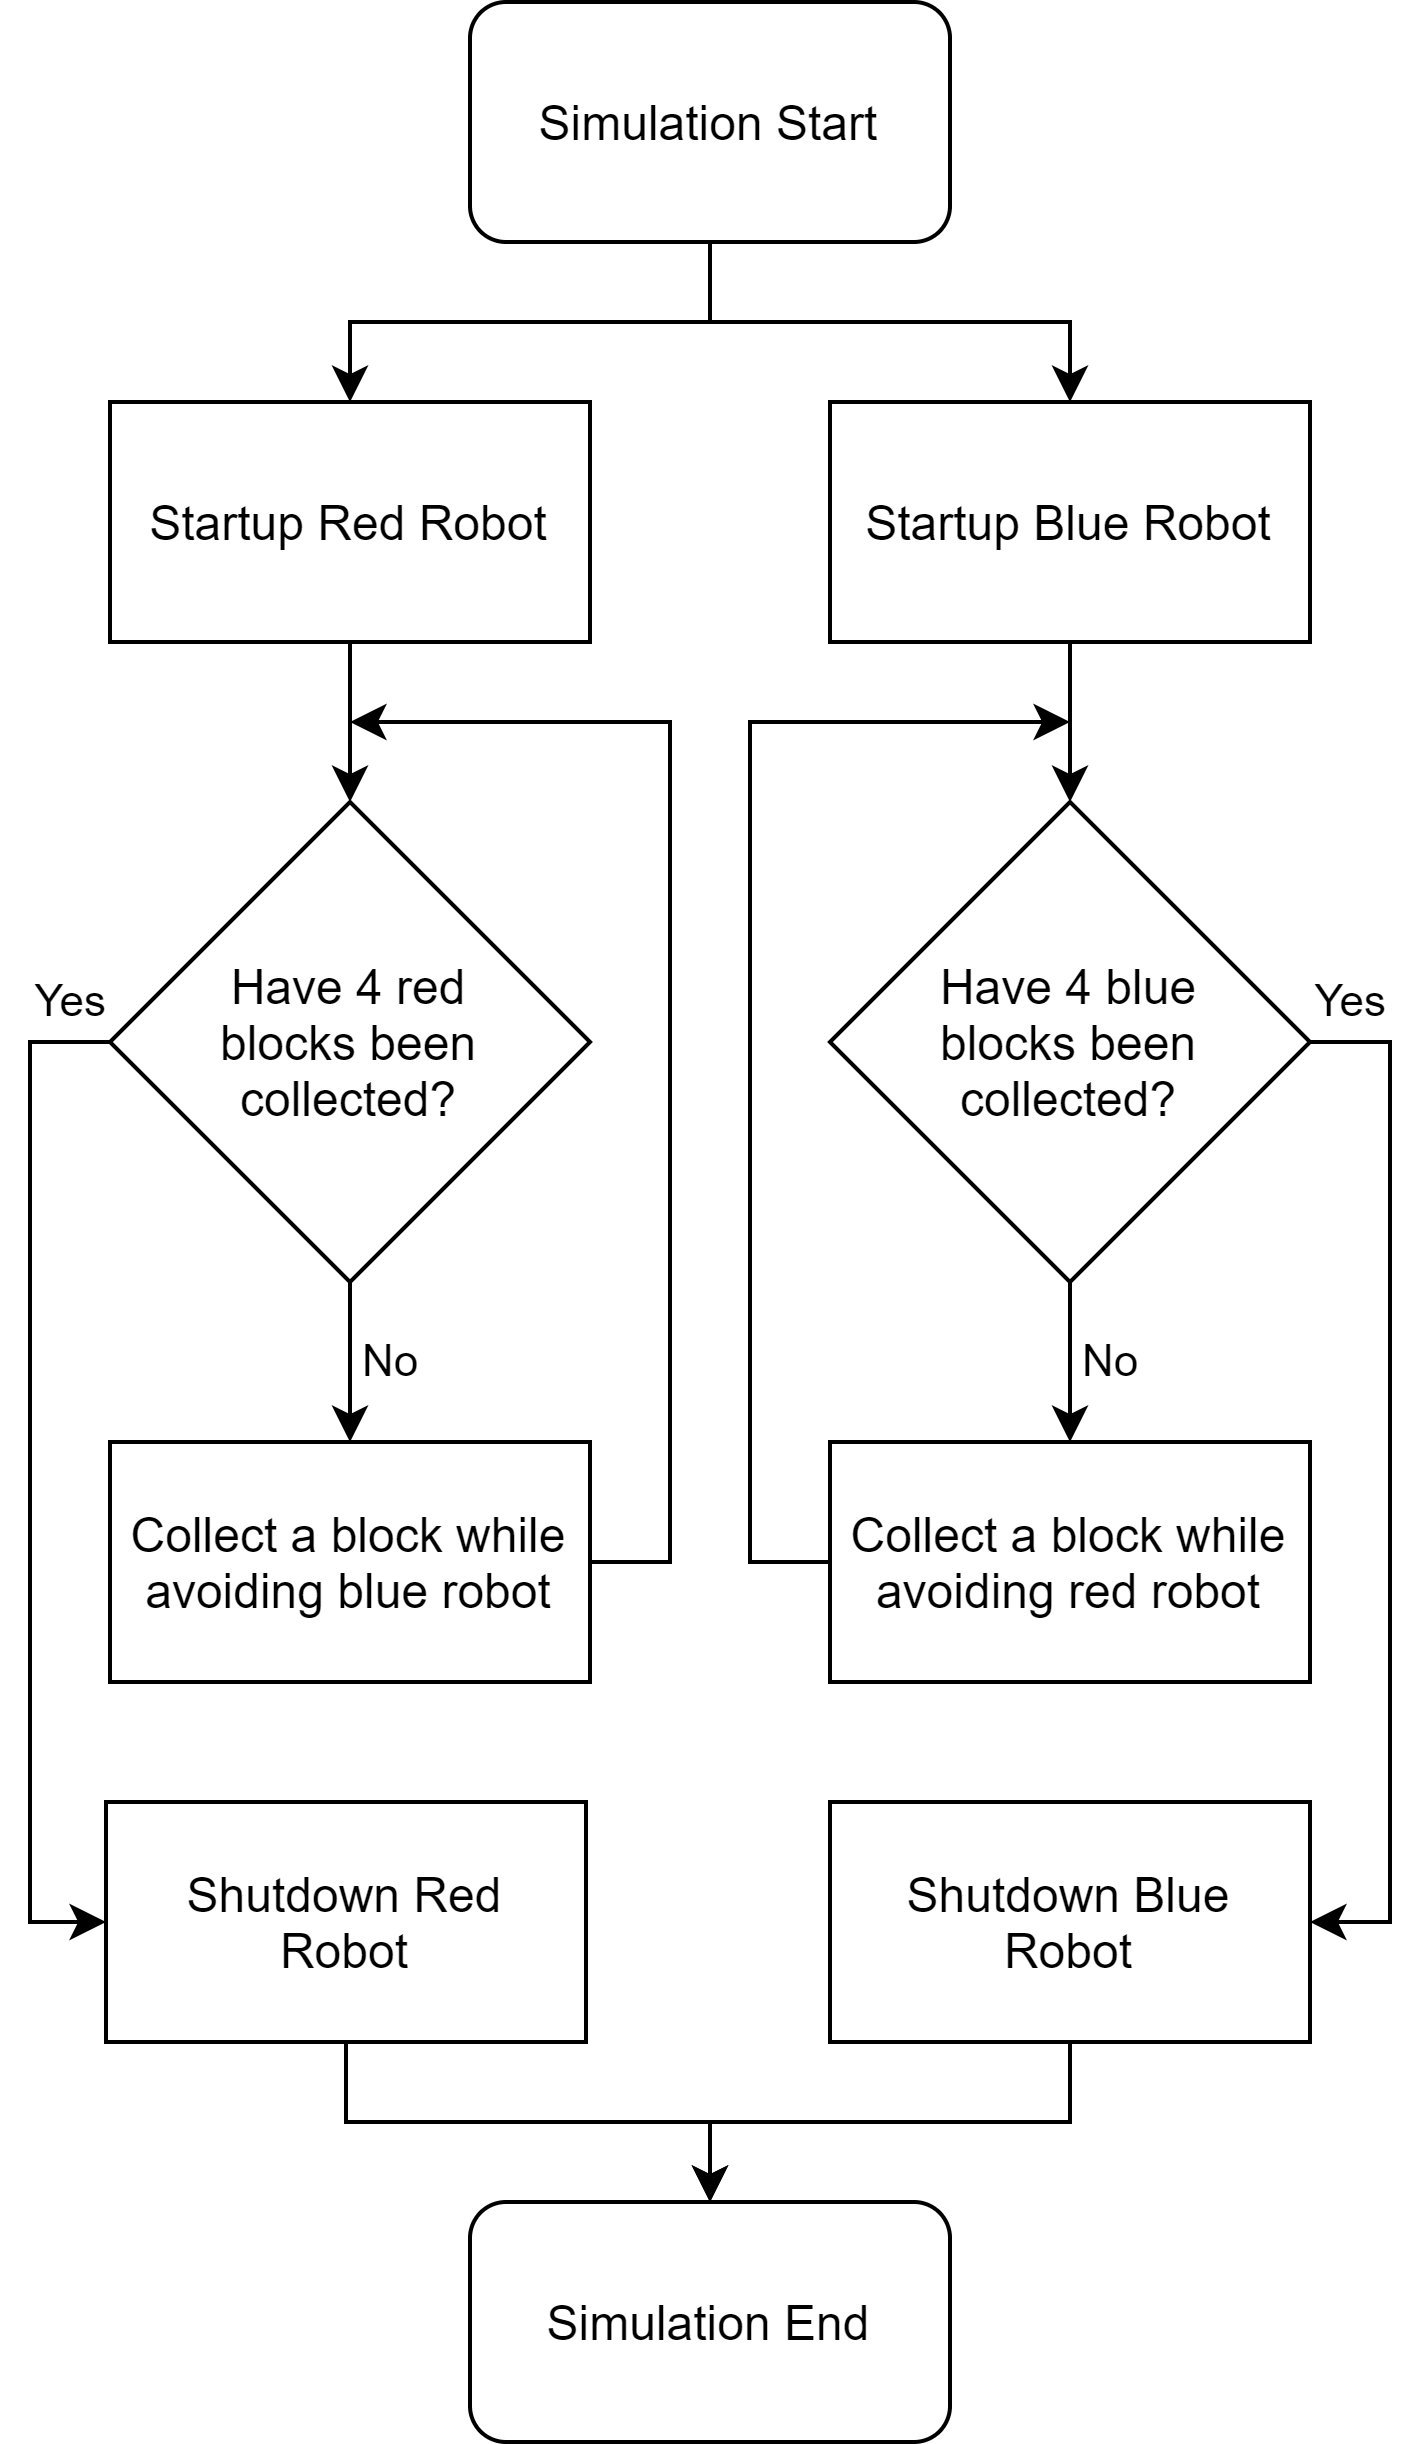 Simulation Start
Startup Red Robot
Startup Blue Robot
Have 4 red
blocks been
collected?
Yes
No
Have 4 blue
blocks been
collected?
Yes
No
Collect a block while
avoiding blue robot
Collect a block while
avoiding red robot
Shutdown Red
Robot
Shutdown Blue
Robot
Simulation End